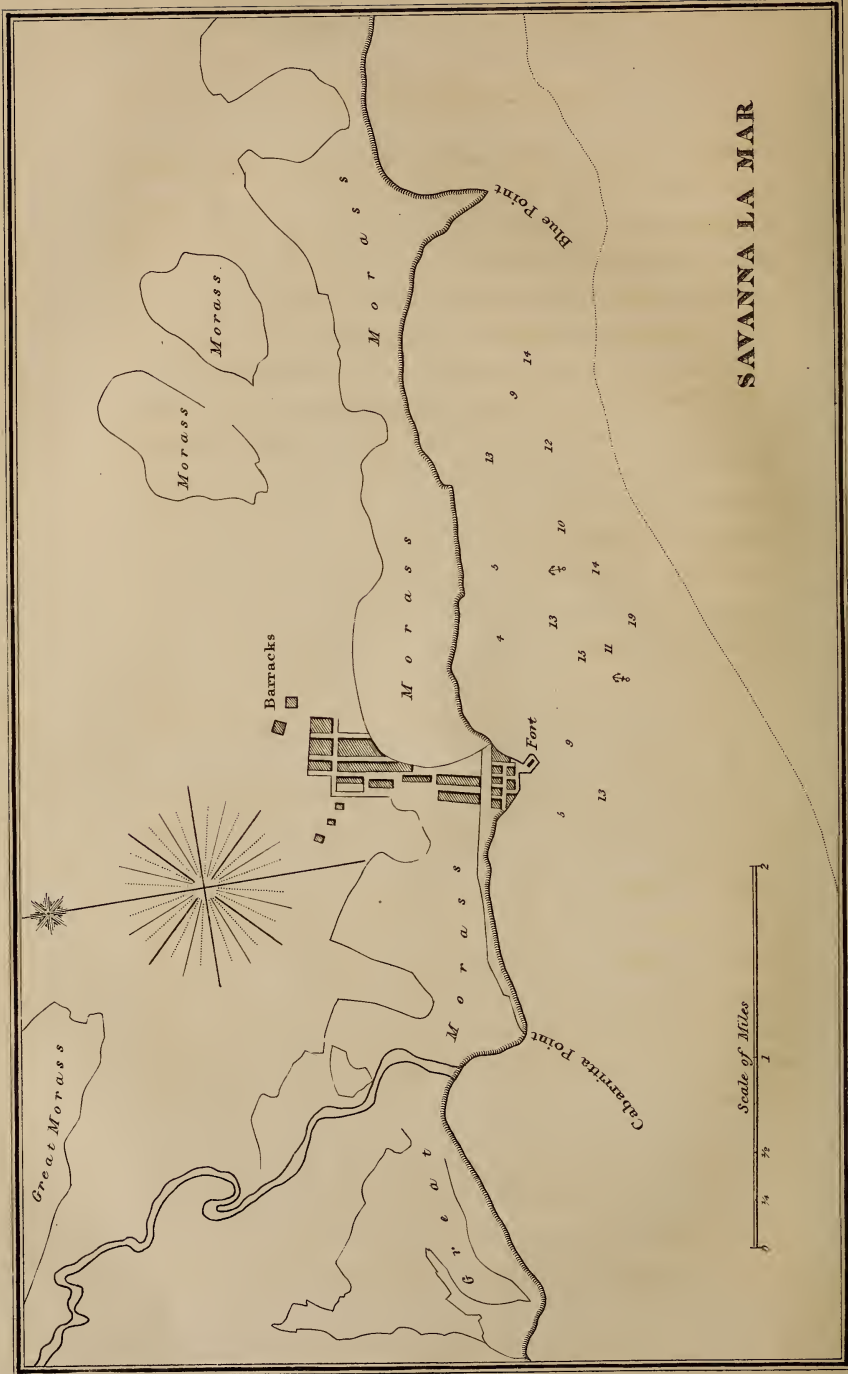 Great Morass
Morass
Morass
Barracks
Morass
Morass
Morass
Great
Morass
Fort
Cabarritta Point
Blue Point
4
5
13
9
14
5
9
13
10
12
13
15
11
14
19
Scale of Miles
0 ¼ ½ 1 2
SAVANNA LA MAR